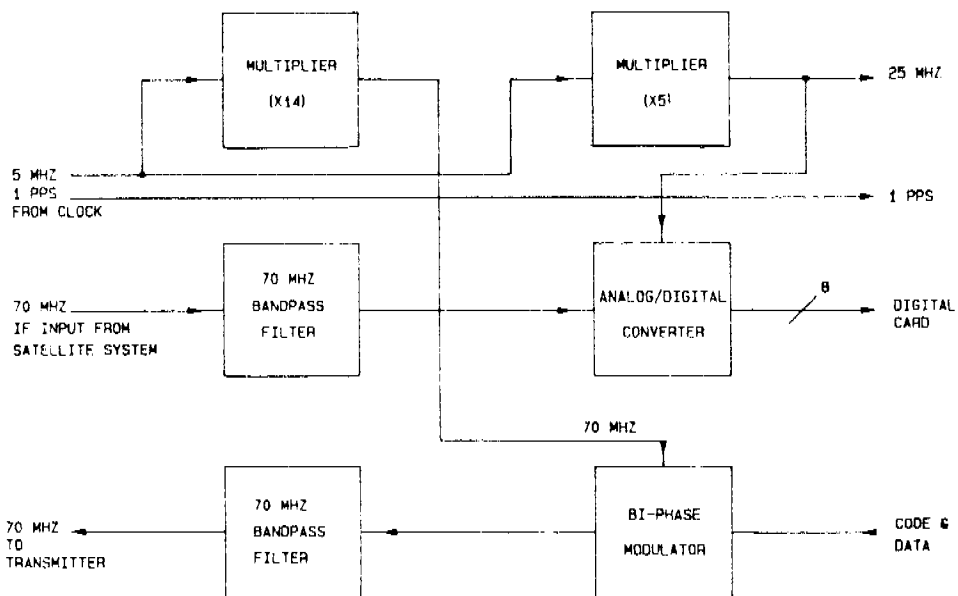 MULTIPLIER
(X14)
MULTIPLIER
(X5)
25 MHZ
5 MHZ
1 PPS
FROM CLOCK
1 PPS
70 MHZ
BANDPASS
FILTER
ANALOG/DIGITAL
CONVERTER
8
DIGITAL
CARD
70 MHZ
IF INPUT FROM
SATELLITE SYSTEM
70 MHZ
70 MHZ
BANDPASS
FILTER
BI-PHASE
MODULATOR
70 MHZ
TO
TRANSMITTER
CODE &
DATA